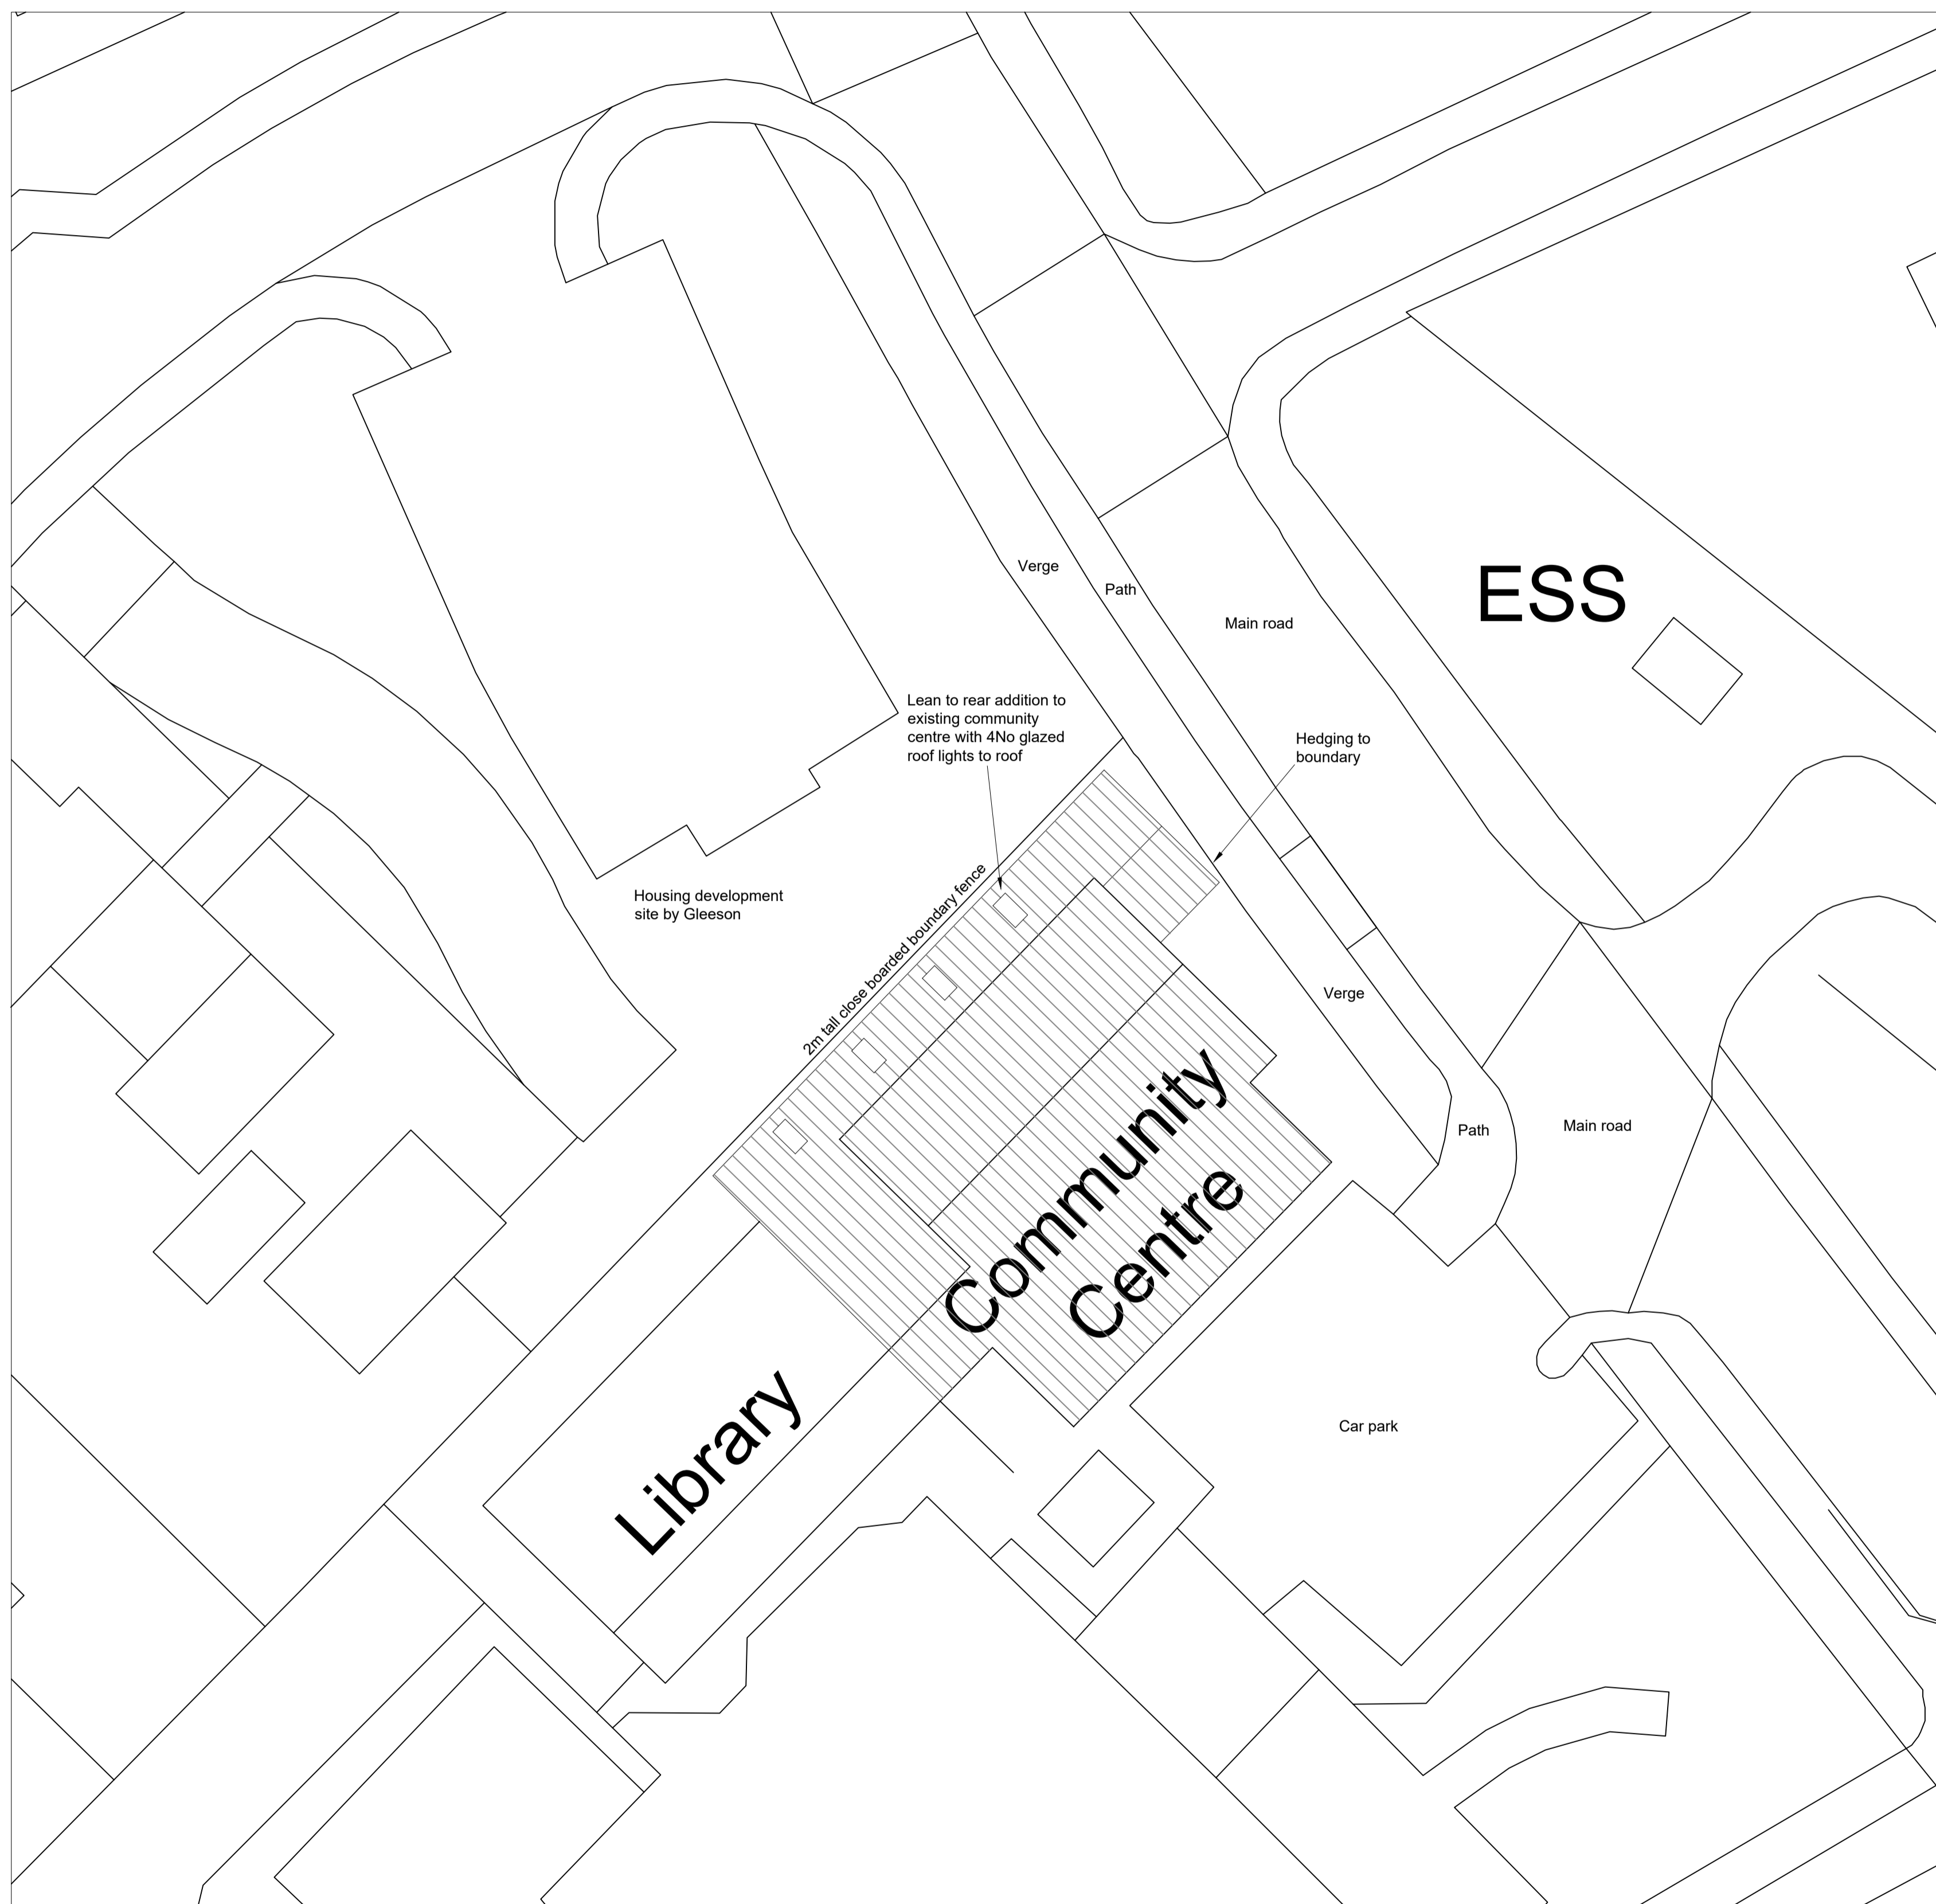 ESS
Verge
Path
Main road
Lean to rear addition to
existing community
centre with 4No glazed
roof lights to roof
Hedging to
boundary
Housing development
site by Gleeson
2m tall close boarded boundary fence
Verge
Path
Main road
Community
Centre
Library
Car park